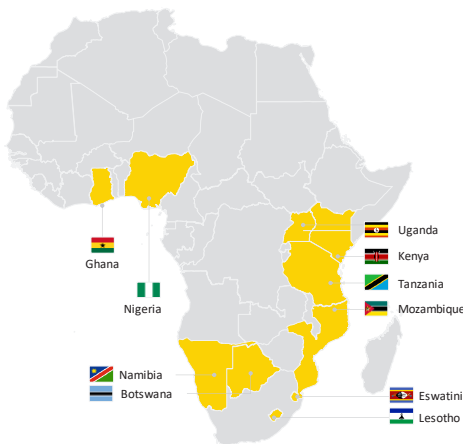 Uganda
Ghana
Kenya
Tanzania
Nigeria
Mozambique
Namibia
Botswana
Eswatini
Lesotho